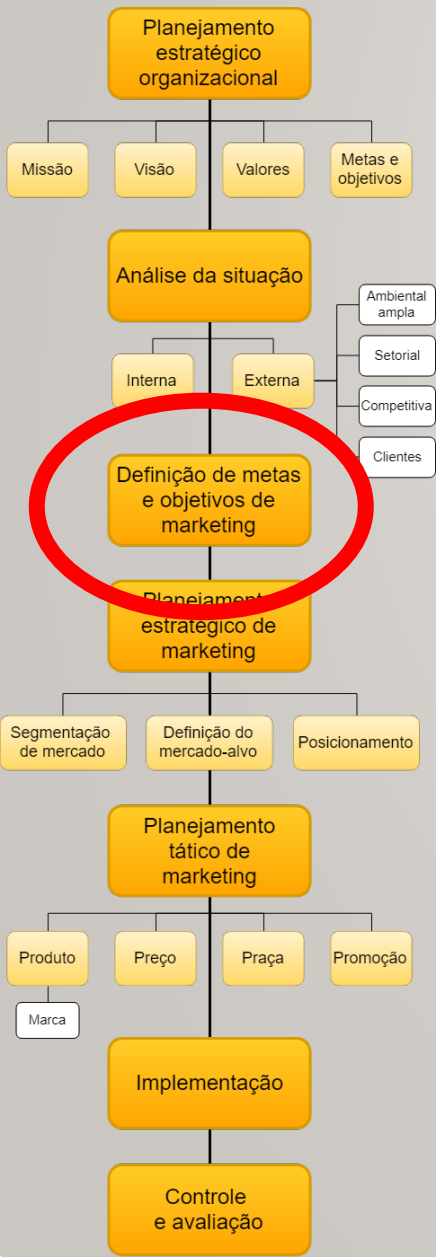 Planejamento
estratégico
organizacional
Missão
Visão
Valores
Metas e
objetivos
Análise da situação
Interna
Externa
Ambiental
ampla
Setorial
Competitiva
Clientes
Definição de metas
e objetivos de
marketing
Planejamento
estratégico de
marketing
Segmentação
de mercado
Definição do
mercado-alvo
Posicionamento
Planejamento
tático de
marketing
Produto
Preço
Praça
Promoção
Marca
Implementação
Controle
e avaliação